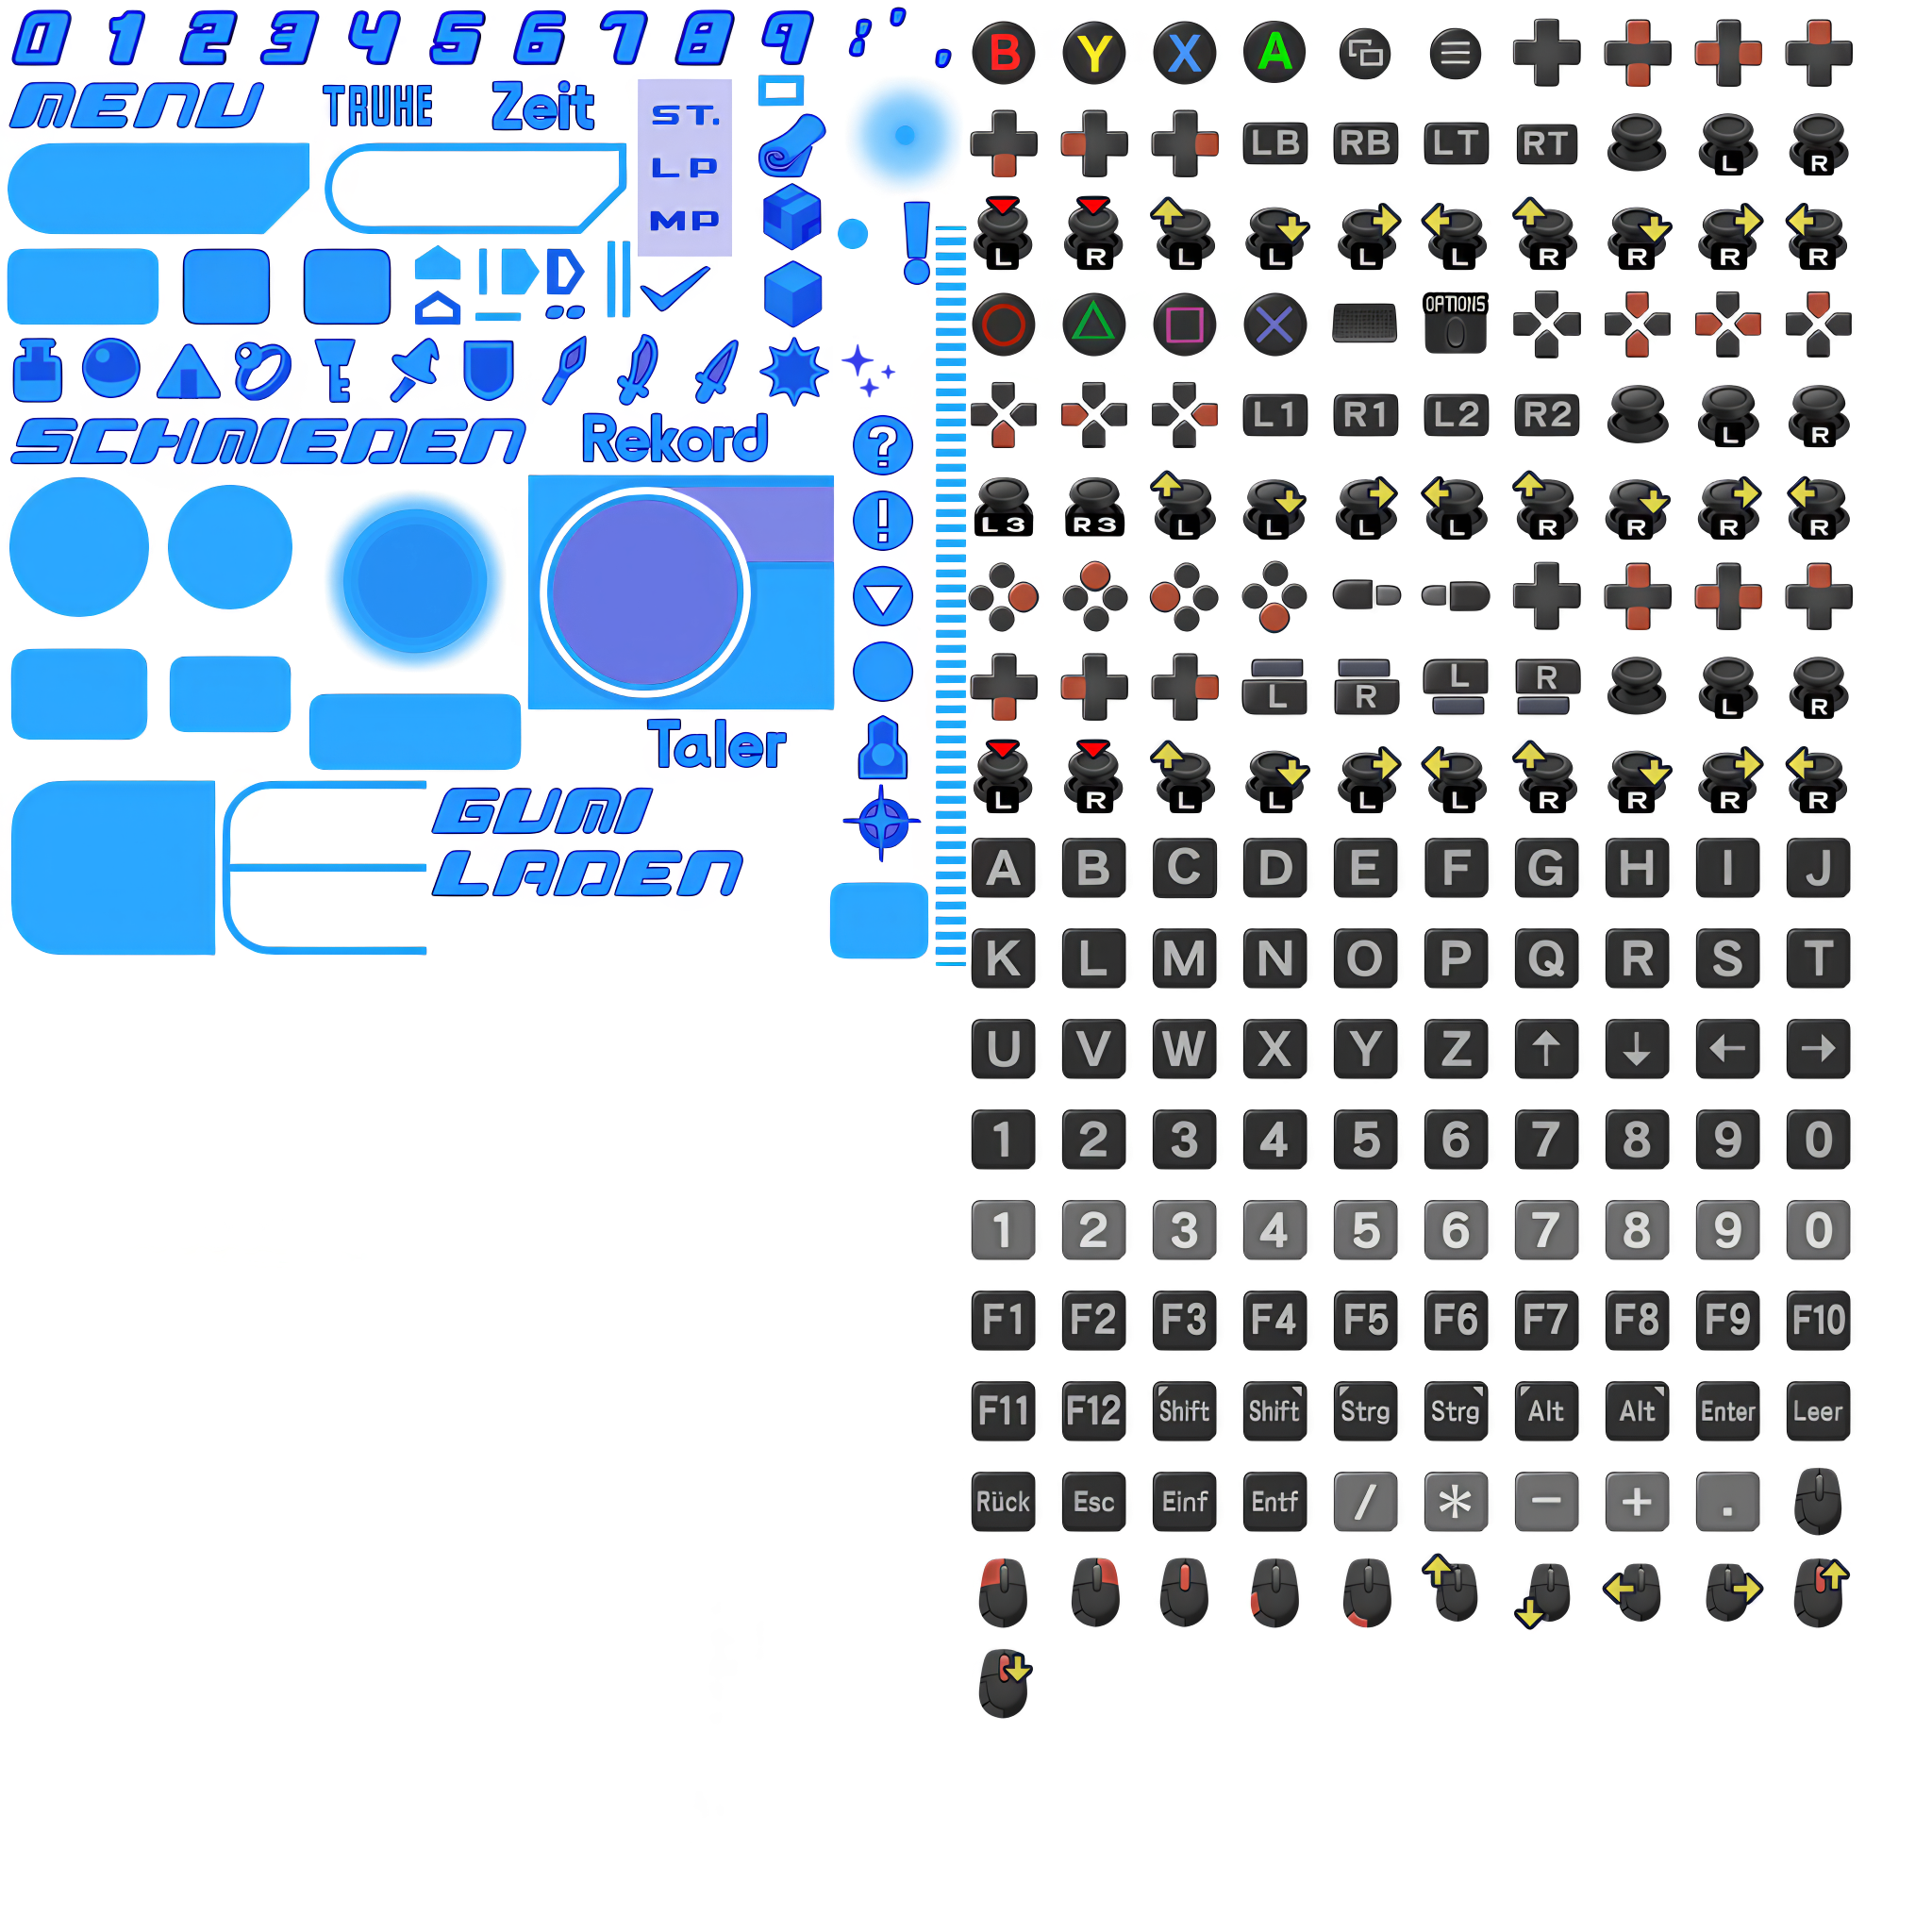 0 1 2 3 4 5 6 7 8 9 : ' ,
MENU
TRUHE
Zeit
ST.
LP
MP
!
SCHMIEDEN
Rekord
?
!
Taler
GUMI
LADEN
B Y X A
LB RB LT RT L R
L R L L L L R R R R
OPTIONS
L1 R1 L2 R2 L R
L3 R3 L L L L R R R R
L R L R L R
L R L L L L R R R R
A B C D E F G H I J
K L M N O P Q R S T
U V W X Y Z ↑ ↓ ← →
1 2 3 4 5 6 7 8 9 0
1 2 3 4 5 6 7 8 9 0
F1 F2 F3 F4 F5 F6 F7 F8 F9 F10
F11 F12 Shift Shift Strg Strg Alt Alt Enter Leer
Rück Esc Einf Entf / * - + .